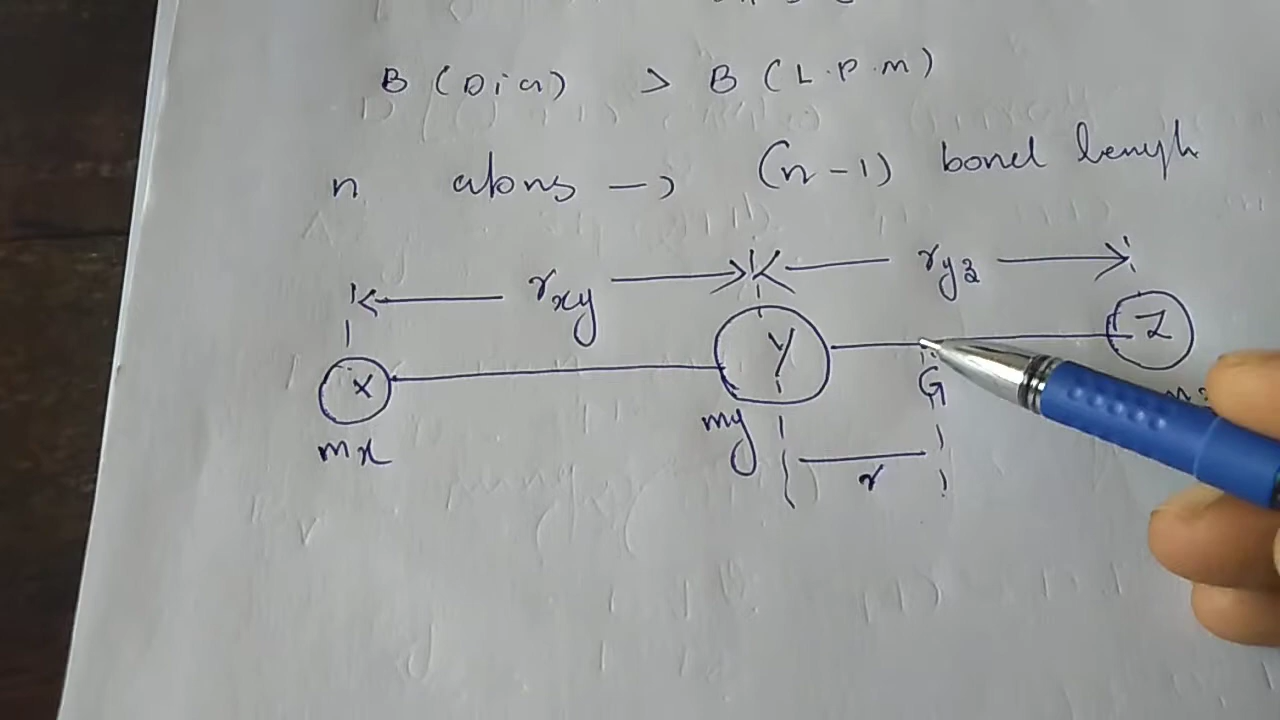 B (Dia) > B (L.P.m)
n atoms → (n-1) bond length
rxy ryz
X Y Z
G
mx my
r